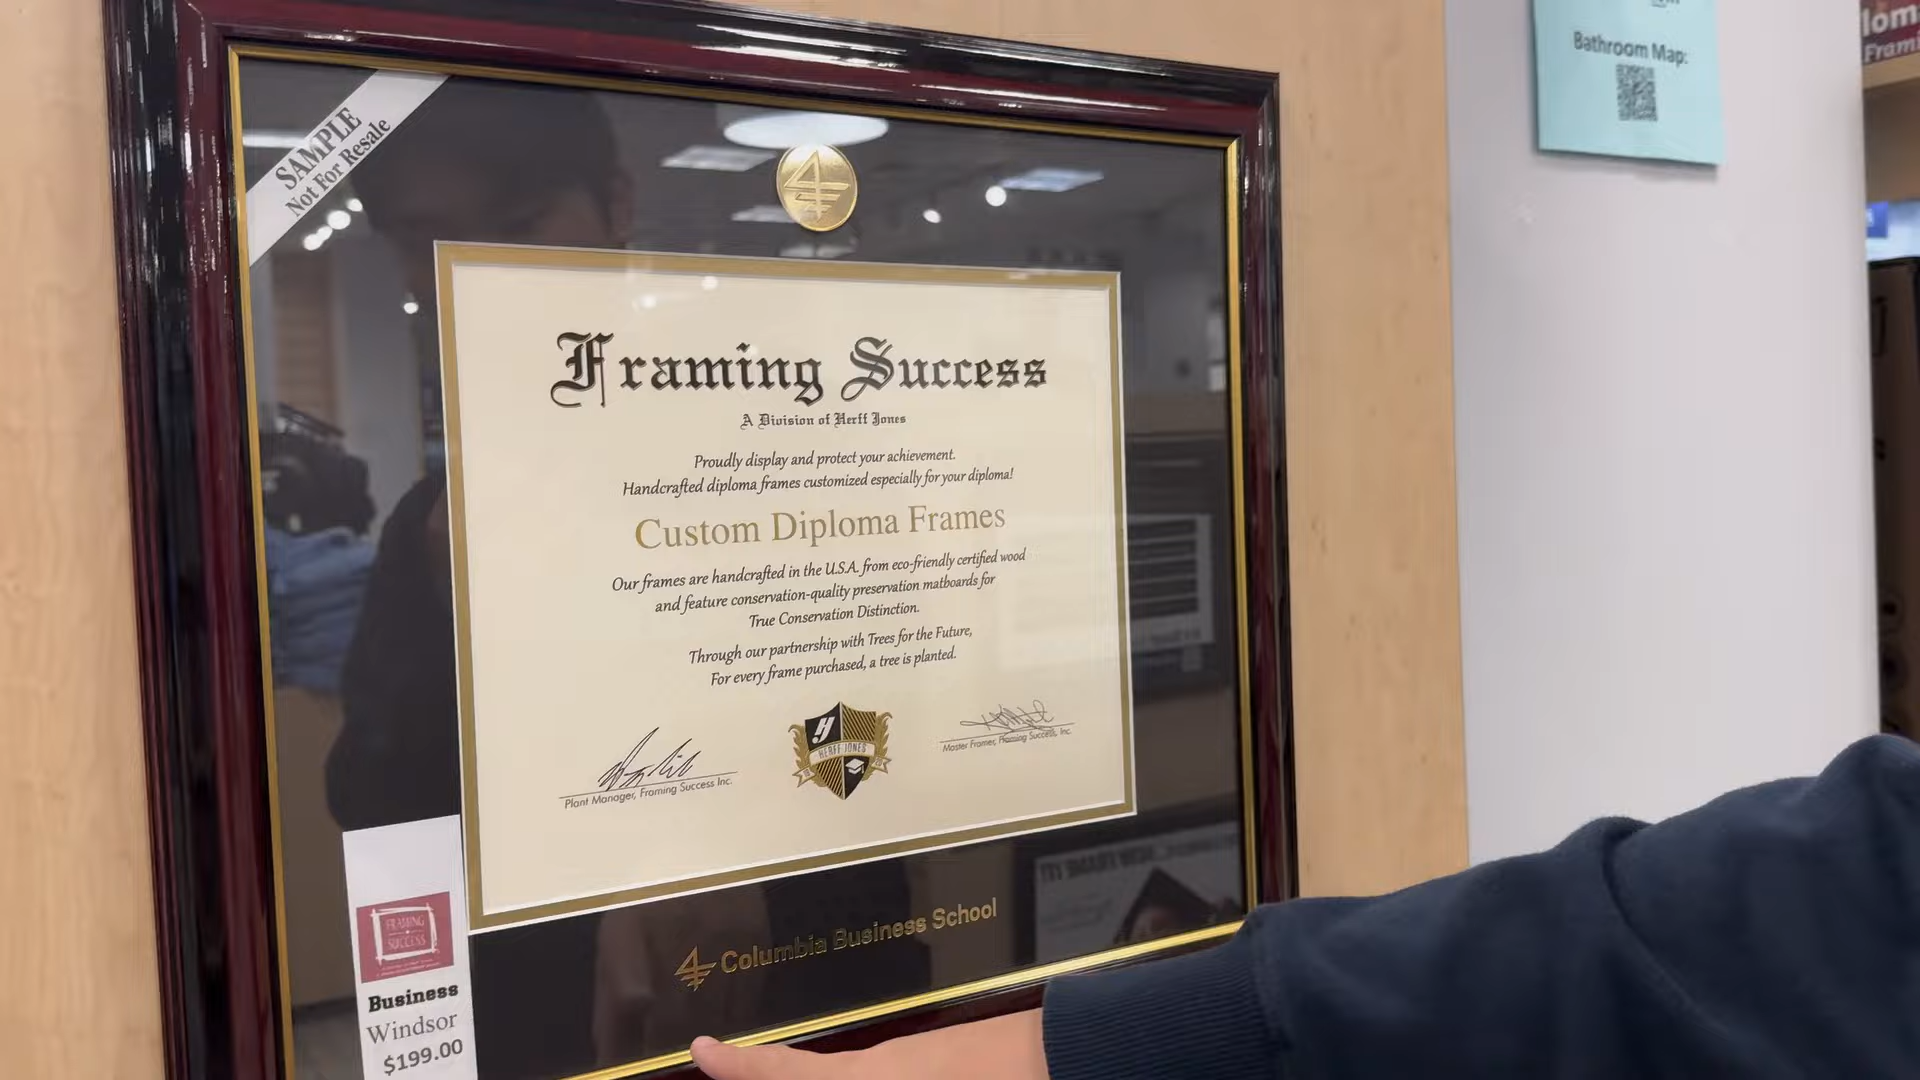 SAMPLE
Not For Resale
Framing Success
A Division of Herff Jones
Proudly display and protect your achievement.
Handcrafted diploma frames customized especially for your diploma!
Custom Diploma Frames
Our frames are handcrafted in the U.S.A. from eco-friendly certified wood
and feature conservation-quality preservation matboards for
True Conservation Distinction.
Through our partnership with Trees for the Future,
For every frame purchased, a tree is planted.
HJ
HERFF JONES
Plant Manager, Framing Success Inc.
Master Framer, Framing Success, Inc.
Columbia Business School
FRAMING
SUCCESS
Business
Windsor
$199.00
Bathroom Map: